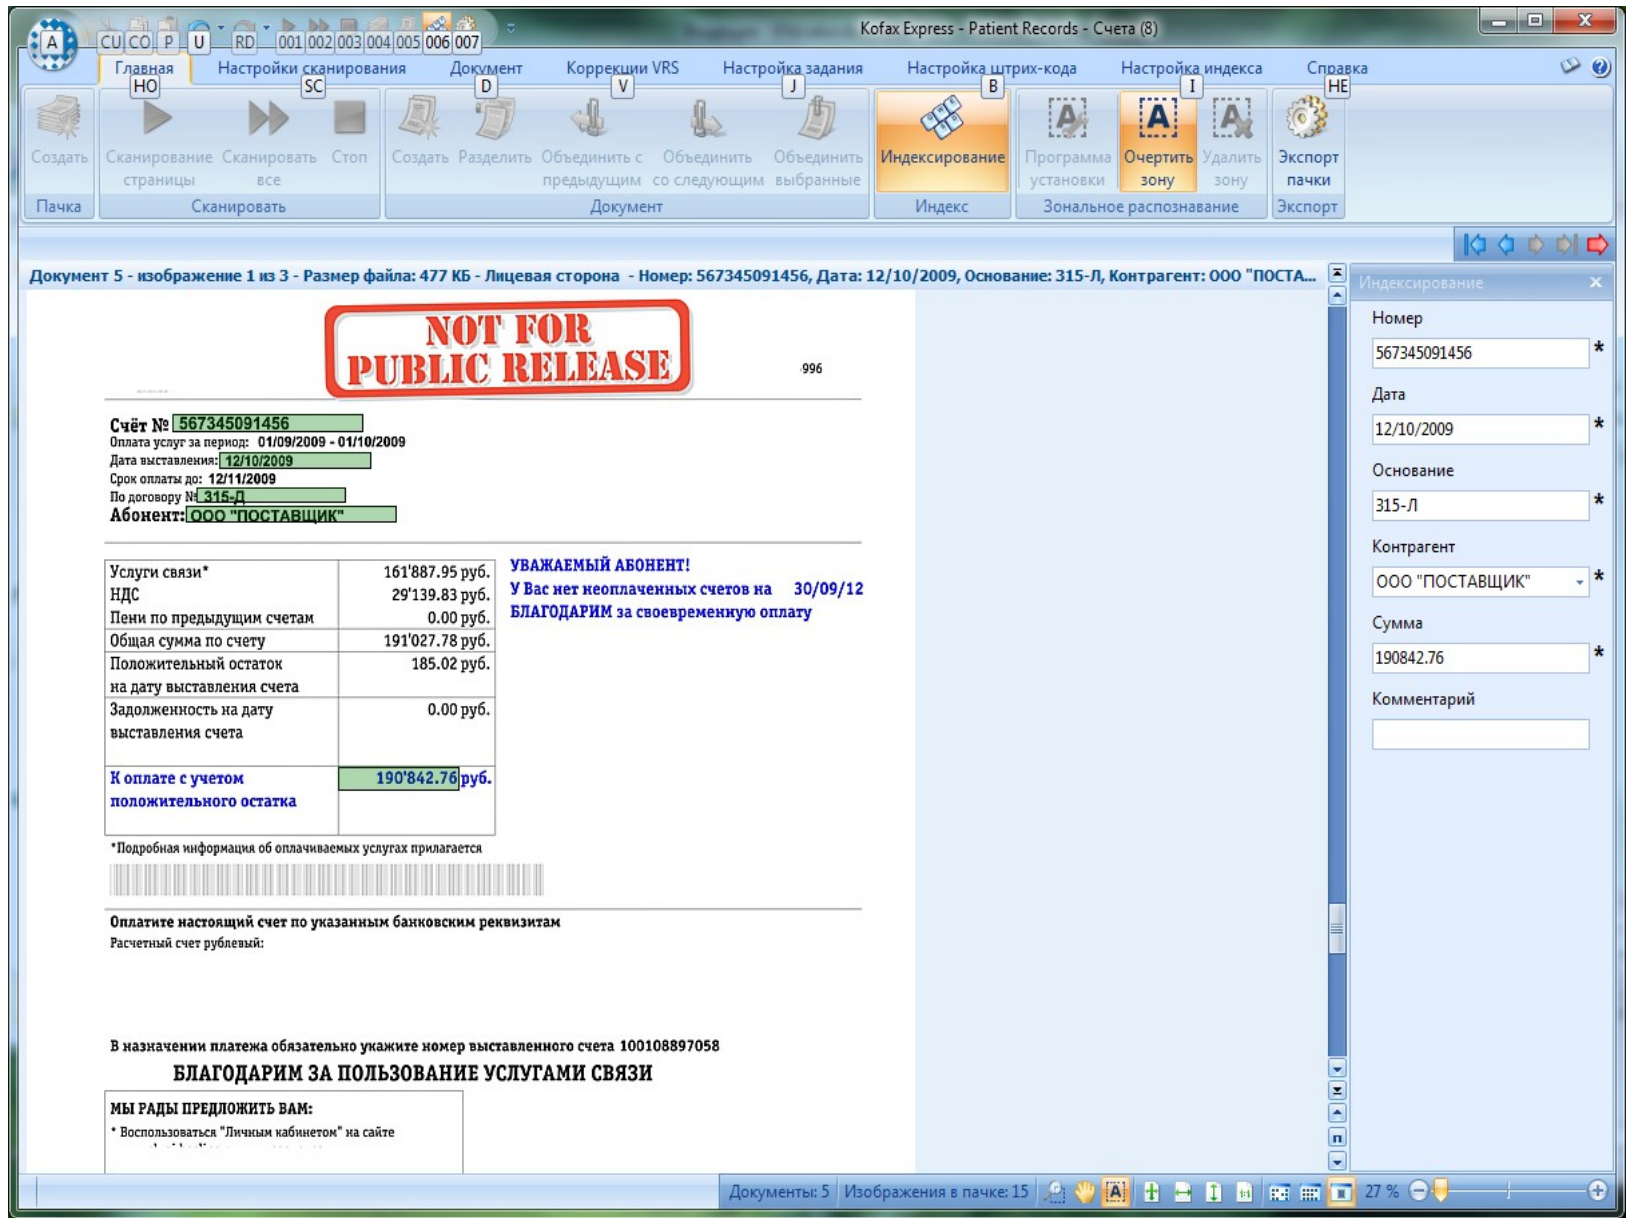 Kofax Express - Patient Records - Счета (8)
A CU CO P U RD 001 002 003 004 005 006 007
Главная Настройки сканирования Документ Коррекции VRS Настройка задания Настройка штрих-кода Настройка индекса Справка
HO SC D V J B I HE
Создать Сканирование страницы Сканировать все Стоп Создать Разделить Объединить с предыдущим Объединить со следующим Объединить выбранные Индексирование Программа установки Очертить зону Удалить зону Экспорт пачки
Пачка Сканировать Документ Индекс Зональное распознавание Экспорт
Документ 5 - изображение 1 из 3 - Размер файла: 477 КБ - Лицевая сторона - Номер: 567345091456, Дата: 12/10/2009, Основание: 315-Л, Контрагент: ООО "ПОСТА...
NOT FOR
PUBLIC RELEASE
996
Счёт № 567345091456
Оплата услуг за период: 01/09/2009 - 01/10/2009
Дата выставления: 12/10/2009
Срок оплаты до: 12/11/2009
По договору № 315-Д
Абонент: ООО "ПОСТАВЩИК"
Услуги связи* 161'887.95 руб.
НДС 29'139.83 руб.
Пени по предыдущим счетам 0.00 руб.
Общая сумма по счету 191'027.78 руб.
Положительный остаток 185.02 руб.
на дату выставления счета
Задолженность на дату 0.00 руб.
выставления счета
К оплате с учетом 190'842.76 руб.
положительного остатка
УВАЖАЕМЫЙ АБОНЕНТ!
У Вас нет неоплаченных счетов на 30/09/12
БЛАГОДАРИМ за своевременную оплату
*Подробная информация об оплачиваемых услугах прилагается
Оплатите настоящий счет по указанным банковским реквизитам
Расчетный счет рублевый:
В назначении платежа обязательно укажите номер выставленного счета 100108897058
БЛАГОДАРИМ ЗА ПОЛЬЗОВАНИЕ УСЛУГАМИ СВЯЗИ
МЫ РАДЫ ПРЕДЛОЖИТЬ ВАМ:
* Воспользоваться "Личным кабинетом" на сайте
Индексирование
Номер
567345091456 *
Дата
12/10/2009 *
Основание
315-Л *
Контрагент
ООО "ПОСТАВЩИК" *
Сумма
190842.76 *
Комментарий
Документы: 5 Изображения в пачке: 15 27 %